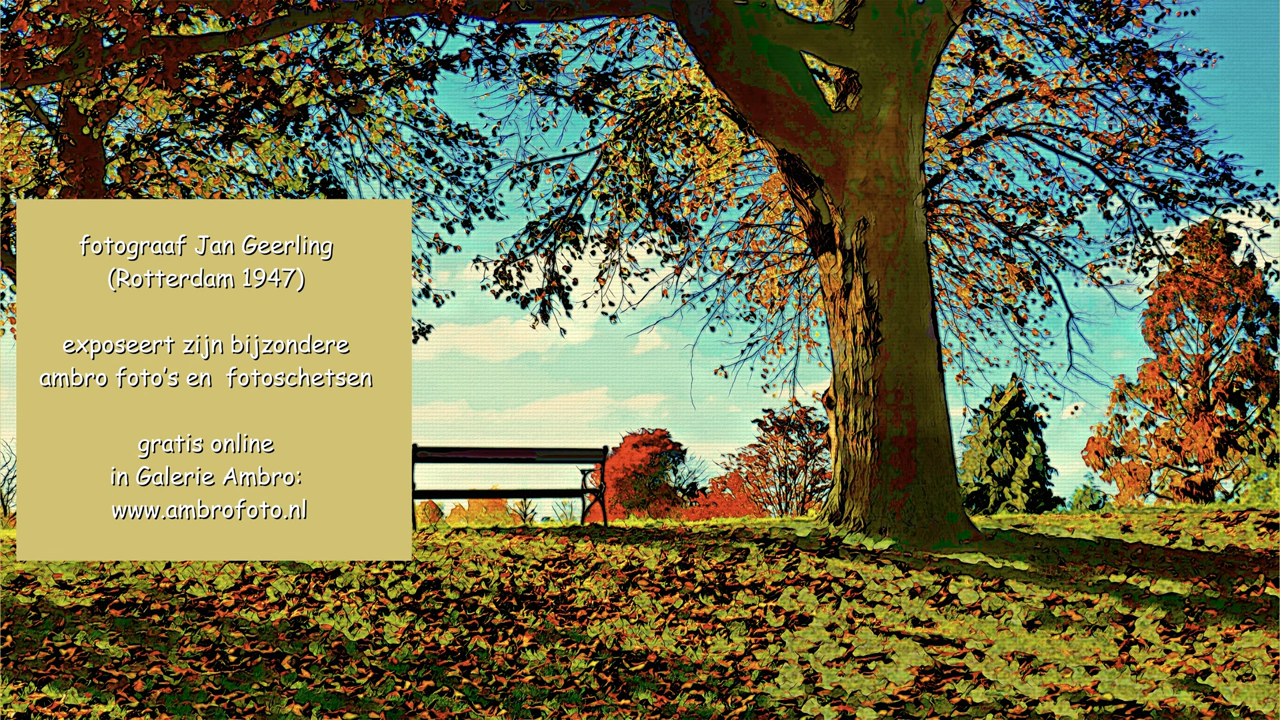 fotograaf Jan Geerling
(Rotterdam 1947)
exposeert zijn bijzondere
ambro foto's en fotoschetsen
gratis online
in Galerie Ambro:
www.ambrofoto.nl